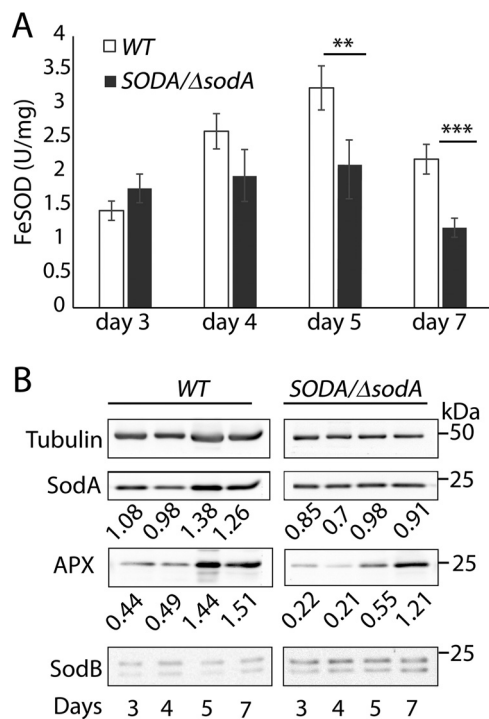 A
WT
SODA/ΔsodA
FeSOD (U/mg)
4
3.5
3
2.5
2
1.5
1
0.5
0
**
***
day 3 day 4 day 5 day 7
B
WT SODA/ΔsodA
kDa
Tubulin 50
SodA 25
1.08 0.98 1.38 1.26 0.85 0.7 0.98 0.91
APX 25
0.44 0.49 1.44 1.51 0.22 0.21 0.55 1.21
SodB 25
Days 3 4 5 7 3 4 5 7